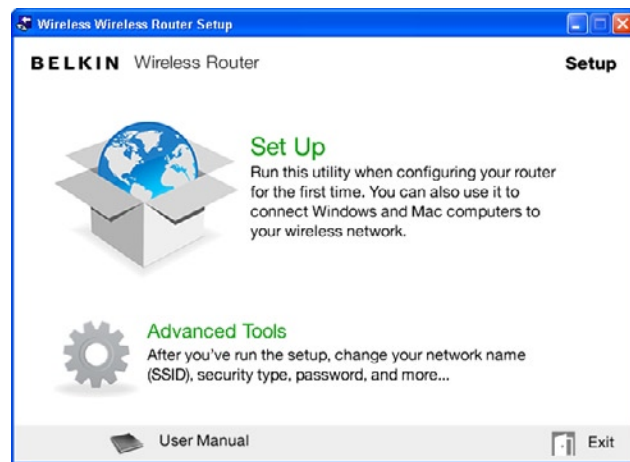 Wireless Wireless Router Setup
BELKIN Wireless Router Setup
Set Up
Run this utility when configuring your router
for the first time. You can also use it to
connect Windows and Mac computers to
your wireless network.
Advanced Tools
After you've run the setup, change your network name
(SSID), security type, password, and more...
User Manual Exit